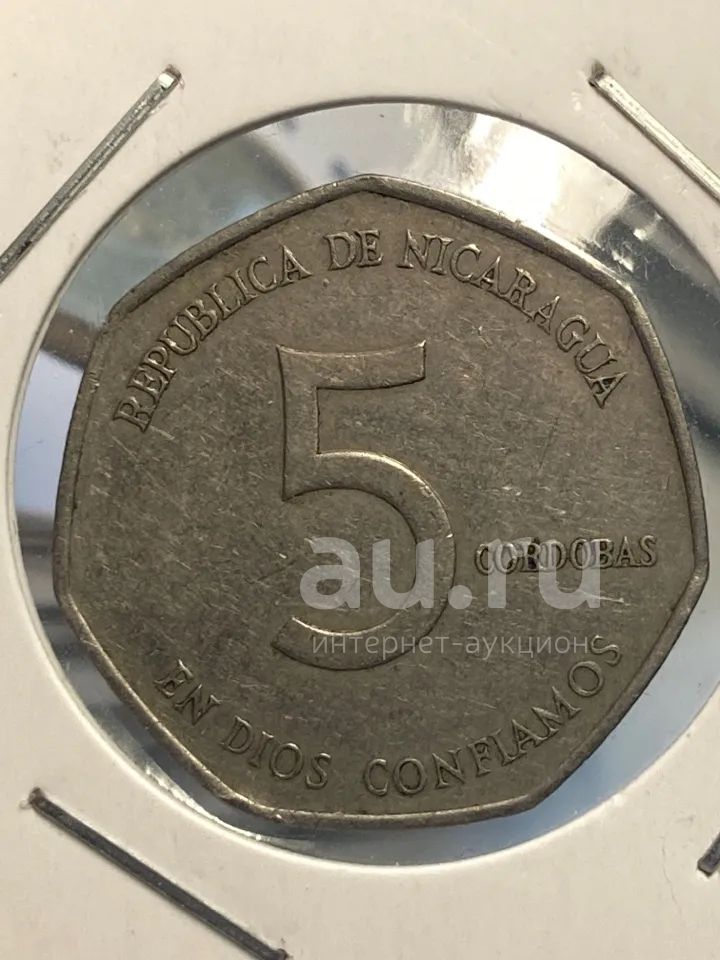 REPUBLICA DE NICARAGUA
5
CORDOBAS
au.ru
интернет-аукцион
EN DIOS CONFIAMOS